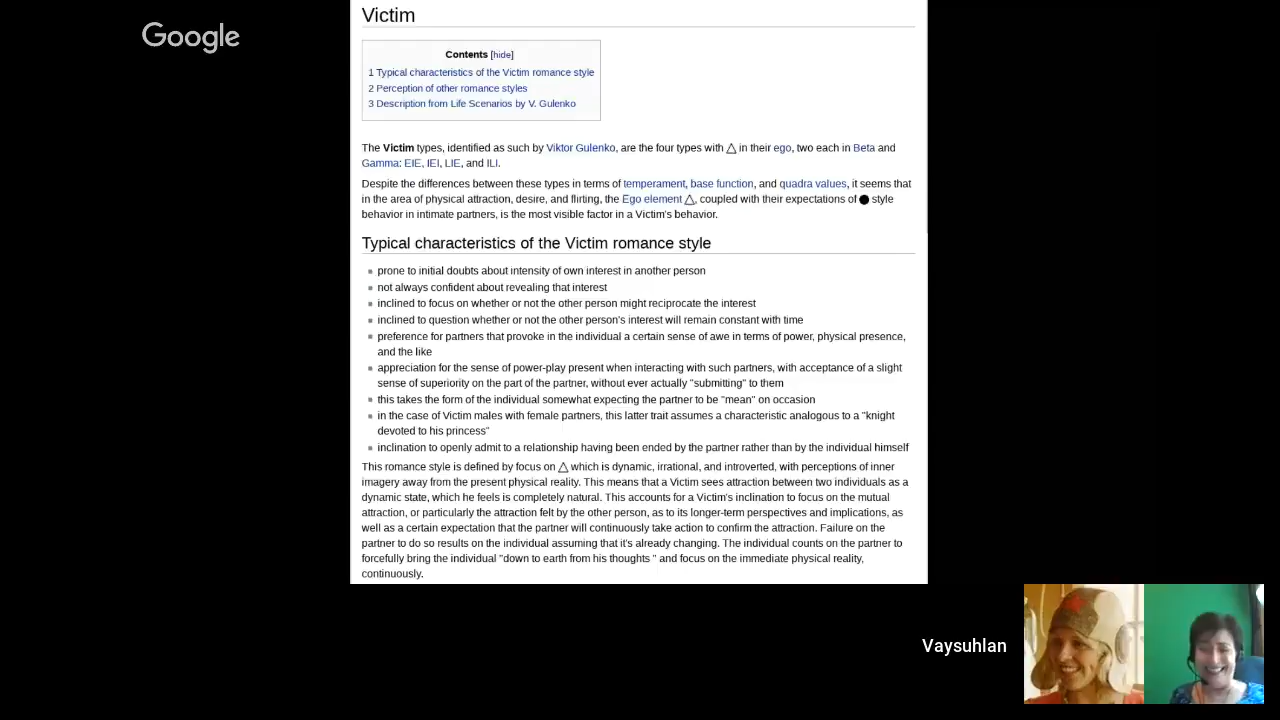 Google
Victim
Contents [hide]
1 Typical characteristics of the Victim romance style
2 Perception of other romance styles
3 Description from Life Scenarios by V. Gulenko
The Victim types, identified as such by Viktor Gulenko, are the four types with △ in their ego, two each in Beta and
Gamma: EIE, IEI, LIE, and ILI.
Despite the differences between these types in terms of temperament, base function, and quadra values, it seems that
in the area of physical attraction, desire, and flirting, the Ego element △, coupled with their expectations of ● style
behavior in intimate partners, is the most visible factor in a Victim's behavior.
Typical characteristics of the Victim romance style
prone to initial doubts about intensity of own interest in another person
not always confident about revealing that interest
inclined to focus on whether or not the other person might reciprocate the interest
inclined to question whether or not the other person's interest will remain constant with time
preference for partners that provoke in the individual a certain sense of awe in terms of power, physical presence,
and the like
appreciation for the sense of power-play present when interacting with such partners, with acceptance of a slight
sense of superiority on the part of the partner, without ever actually "submitting" to them
this takes the form of the individual somewhat expecting the partner to be "mean" on occasion
in the case of Victim males with female partners, this latter trait assumes a characteristic analogous to a "knight
devoted to his princess"
inclination to openly admit to a relationship having been ended by the partner rather than by the individual himself
This romance style is defined by focus on △ which is dynamic, irrational, and introverted, with perceptions of inner
imagery away from the present physical reality. This means that a Victim sees attraction between two individuals as a
dynamic state, which he feels is completely natural. This accounts for a Victim's inclination to focus on the mutual
attraction, or particularly the attraction felt by the other person, as to its longer-term perspectives and implications, as
well as a certain expectation that the partner will continuously take action to confirm the attraction. Failure on the
partner to do so results on the individual assuming that it's already changing. The individual counts on the partner to
forcefully bring the individual "down to earth from his thoughts " and focus on the immediate physical reality,
continuously.
Vaysuhlan